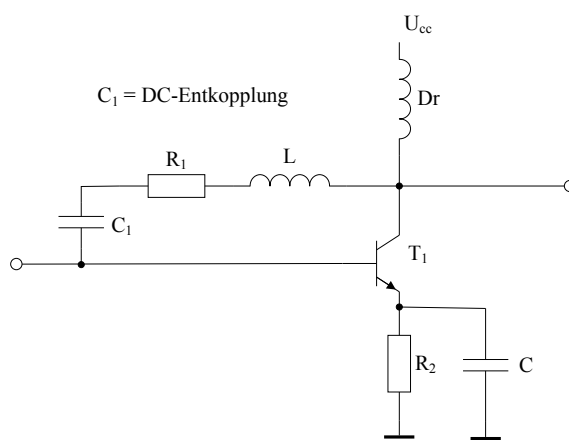 U_cc
C₁ = DC-Entkopplung
Dr
R₁
L
C₁
T₁
R₂
C